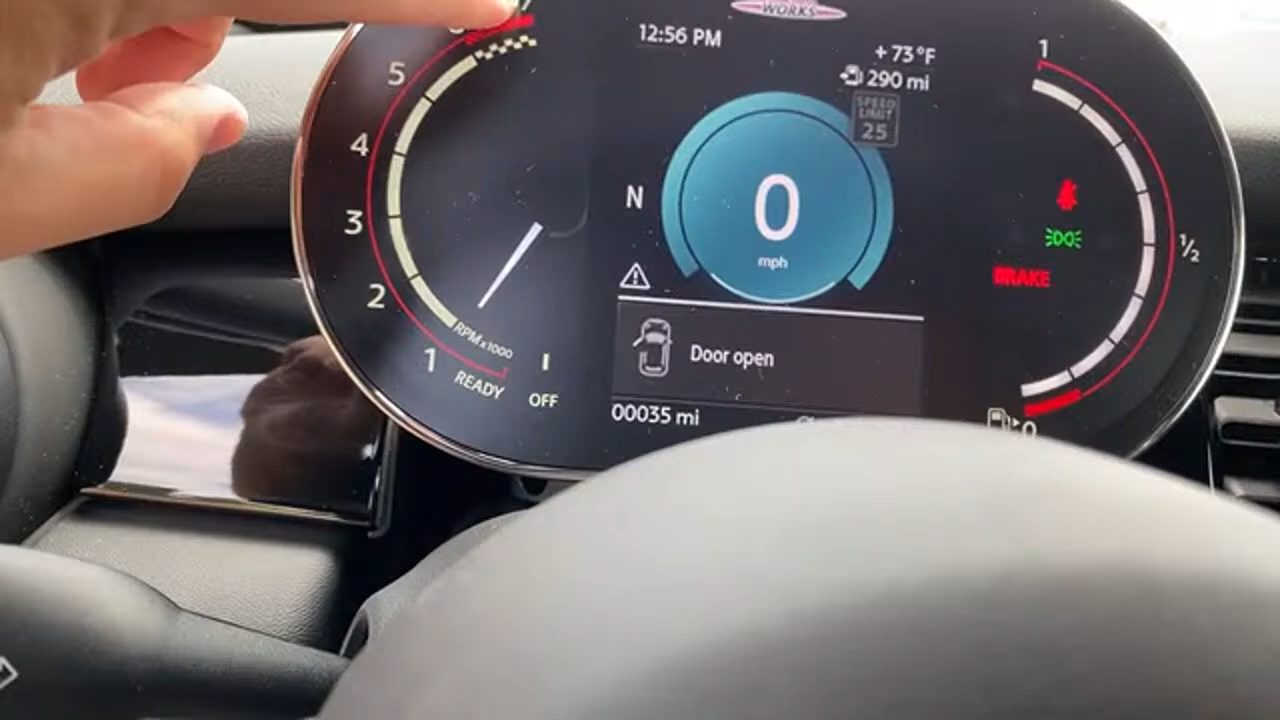 WORKS
12:56 PM
+ 73 °F
290 mi
SPEED
LIMIT
25
7
5
4
3
2
1
RPM x1000
READY
OFF
N
0
mph
Door open
00035 mi
1
1/2
0
BRAKE